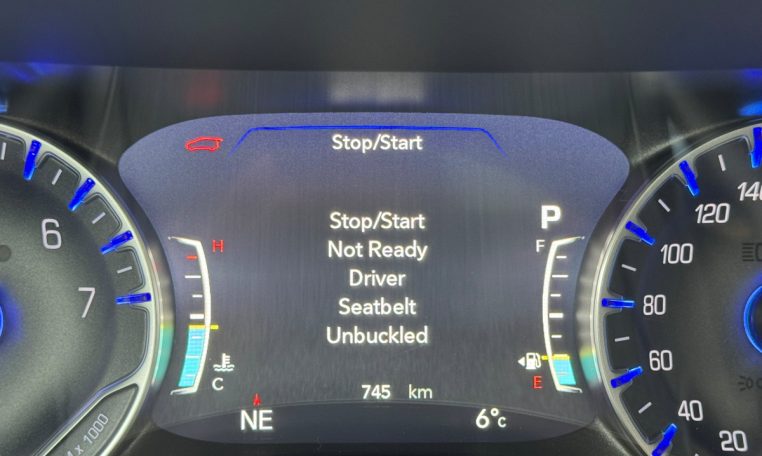 Stop/Start
Stop/Start
Not Ready
Driver
Seatbelt
Unbuckled
P
H
C
F
E
745 km
NE
6°C
6
7
x 1000
140
120
100
80
60
40
20